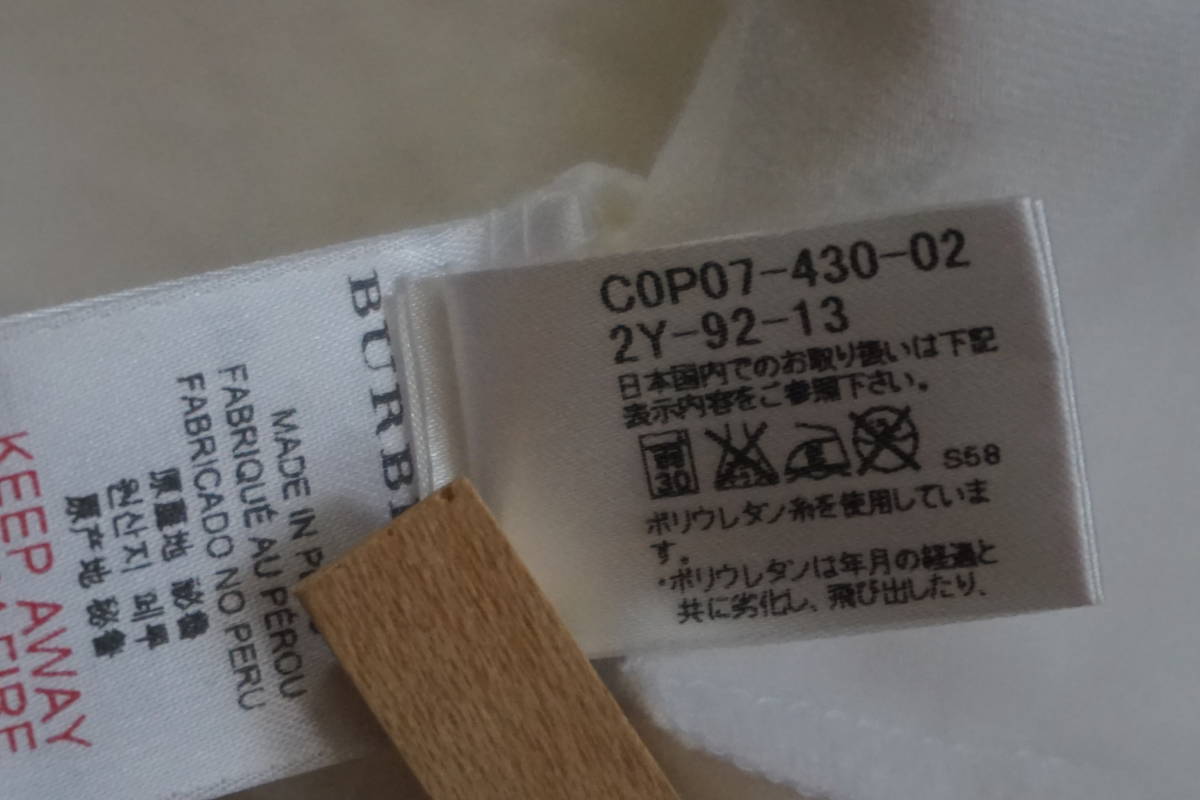 BURB
MADE IN P
FABRIQUÉ AU PÉROU
FABRICADO NO PERU
原產地 祕魯
원산지 페루
原产地 秘鲁
KEEP AWAY
FIRE
C0P07-430-02
2Y-92-13
日本国内でのお取り扱いは下記
表示内容をご参照下さい。
弱
30
S58
ポリウレタン糸を使用していま
す。
・ポリウレタンは年月の経過と
共に劣化し、飛び出したり、